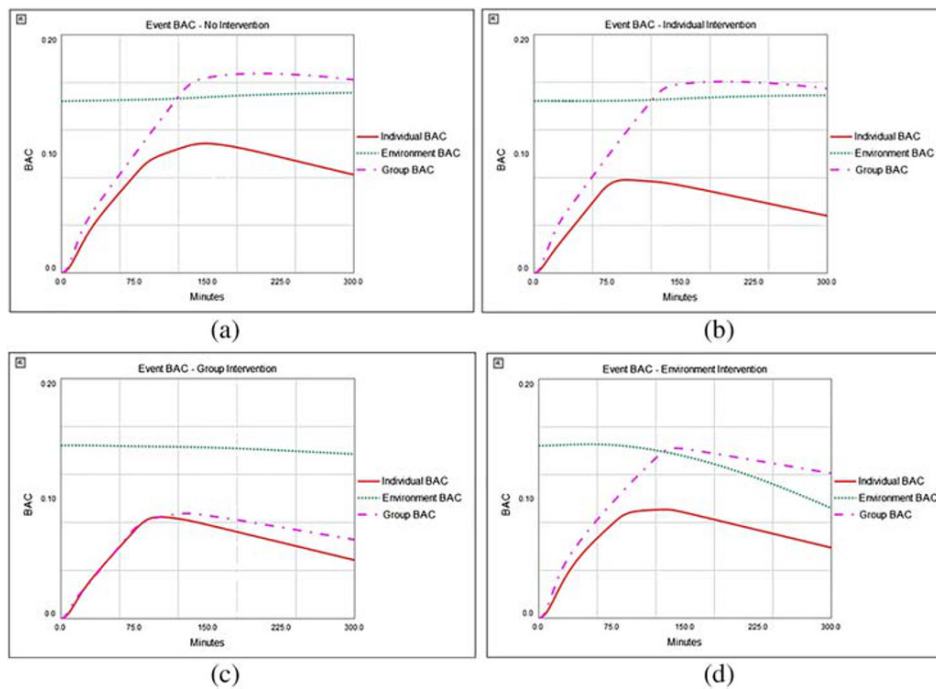 Event BAC - No Intervention
0.20
BAC
0.10
0.0
0.0 75.0 150.0 225.0 300.0
Minutes
Individual BAC
Environment BAC
Group BAC
(a)
Event BAC - Individual Intervention
0.20
BAC
0.10
0.0
0.0 75.0 150.0 225.0 300.0
Minutes
Individual BAC
Environment BAC
Group BAC
(b)
Event BAC - Group Intervention
0.20
BAC
0.10
0.0
0.0 75.0 150.0 225.0 300.0
Minutes
Individual BAC
Environment BAC
Group BAC
(c)
Event BAC - Environment Intervention
0.20
BAC
0.10
0.0
0.0 75.0 150.0 225.0 300.0
Minutes
Individual BAC
Environment BAC
Group BAC
(d)